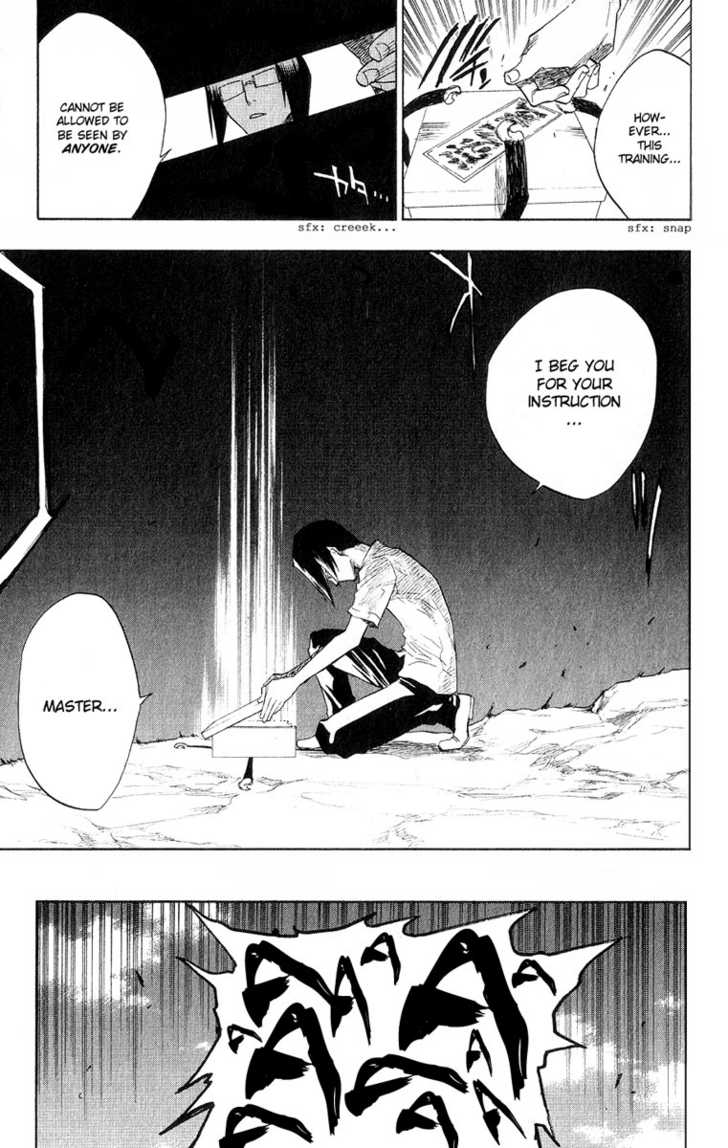 HOW-
EVER...
THIS
TRAINING...
sfx: snap
CANNOT BE
ALLOWED TO
BE SEEN BY
ANYONE.
sfx: creeek...
I BEG YOU
FOR YOUR
INSTRUCTION
...
MASTER...
A
A
A
A
A
A
A
A
A
A
A